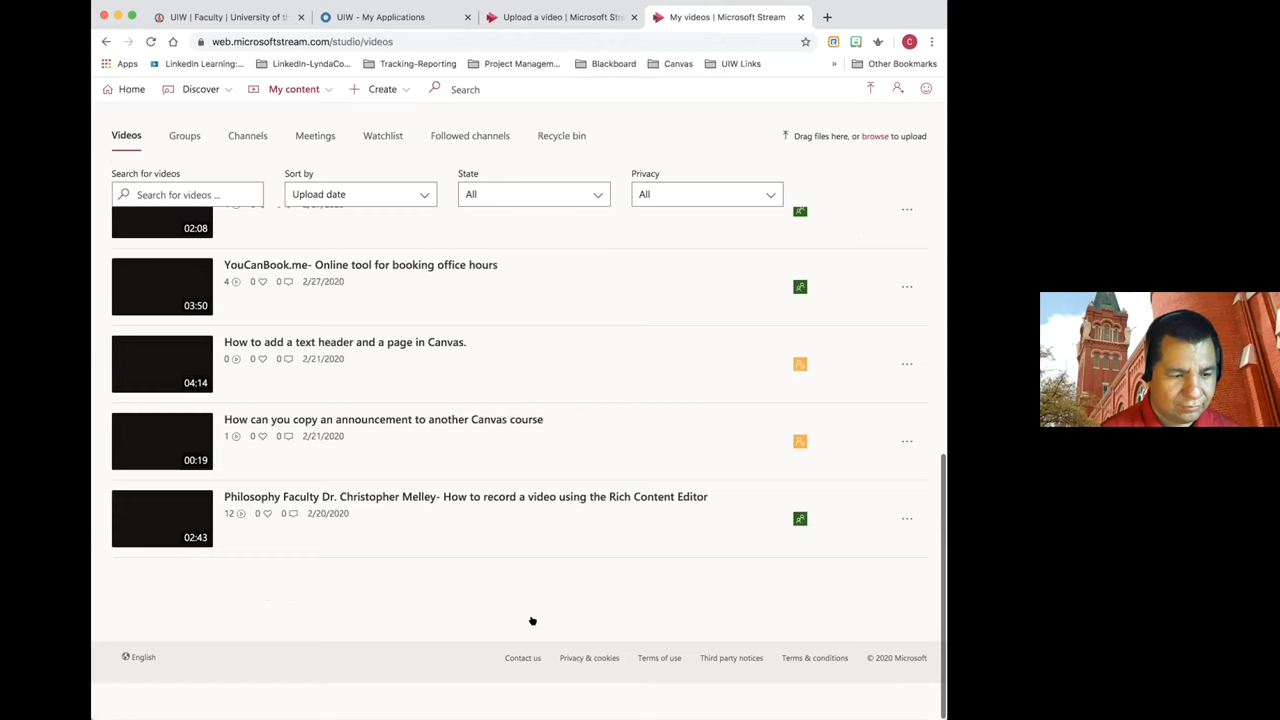 UIW | Faculty | University of th
UIW - My Applications
Upload a video | Microsoft Stre
My videos | Microsoft Stream
web.microsoftstream.com/studio/videos
C
Apps
LinkedIn Learning:...
LinkedIn-LyndaCo...
Tracking-Reporting
Project Managem...
Blackboard
Canvas
UIW Links
»
Other Bookmarks
Home
Discover
My content
Create
Search
Videos
Groups
Channels
Meetings
Watchlist
Followed channels
Recycle bin
Drag files here, or browse to upload
Search for videos
Sort by
State
Privacy
Search for videos ...
Upload date
All
All
02:08
YouCanBook.me- Online tool for booking office hours
4 0 0 2/27/2020
03:50
How to add a text header and a page in Canvas.
0 0 0 2/21/2020
04:14
How can you copy an announcement to another Canvas course
1 0 0 2/21/2020
00:19
Philosophy Faculty Dr. Christopher Melley- How to record a video using the Rich Content Editor
12 0 0 2/20/2020
02:43
English
Contact us
Privacy & cookies
Terms of use
Third party notices
Terms & conditions
© 2020 Microsoft